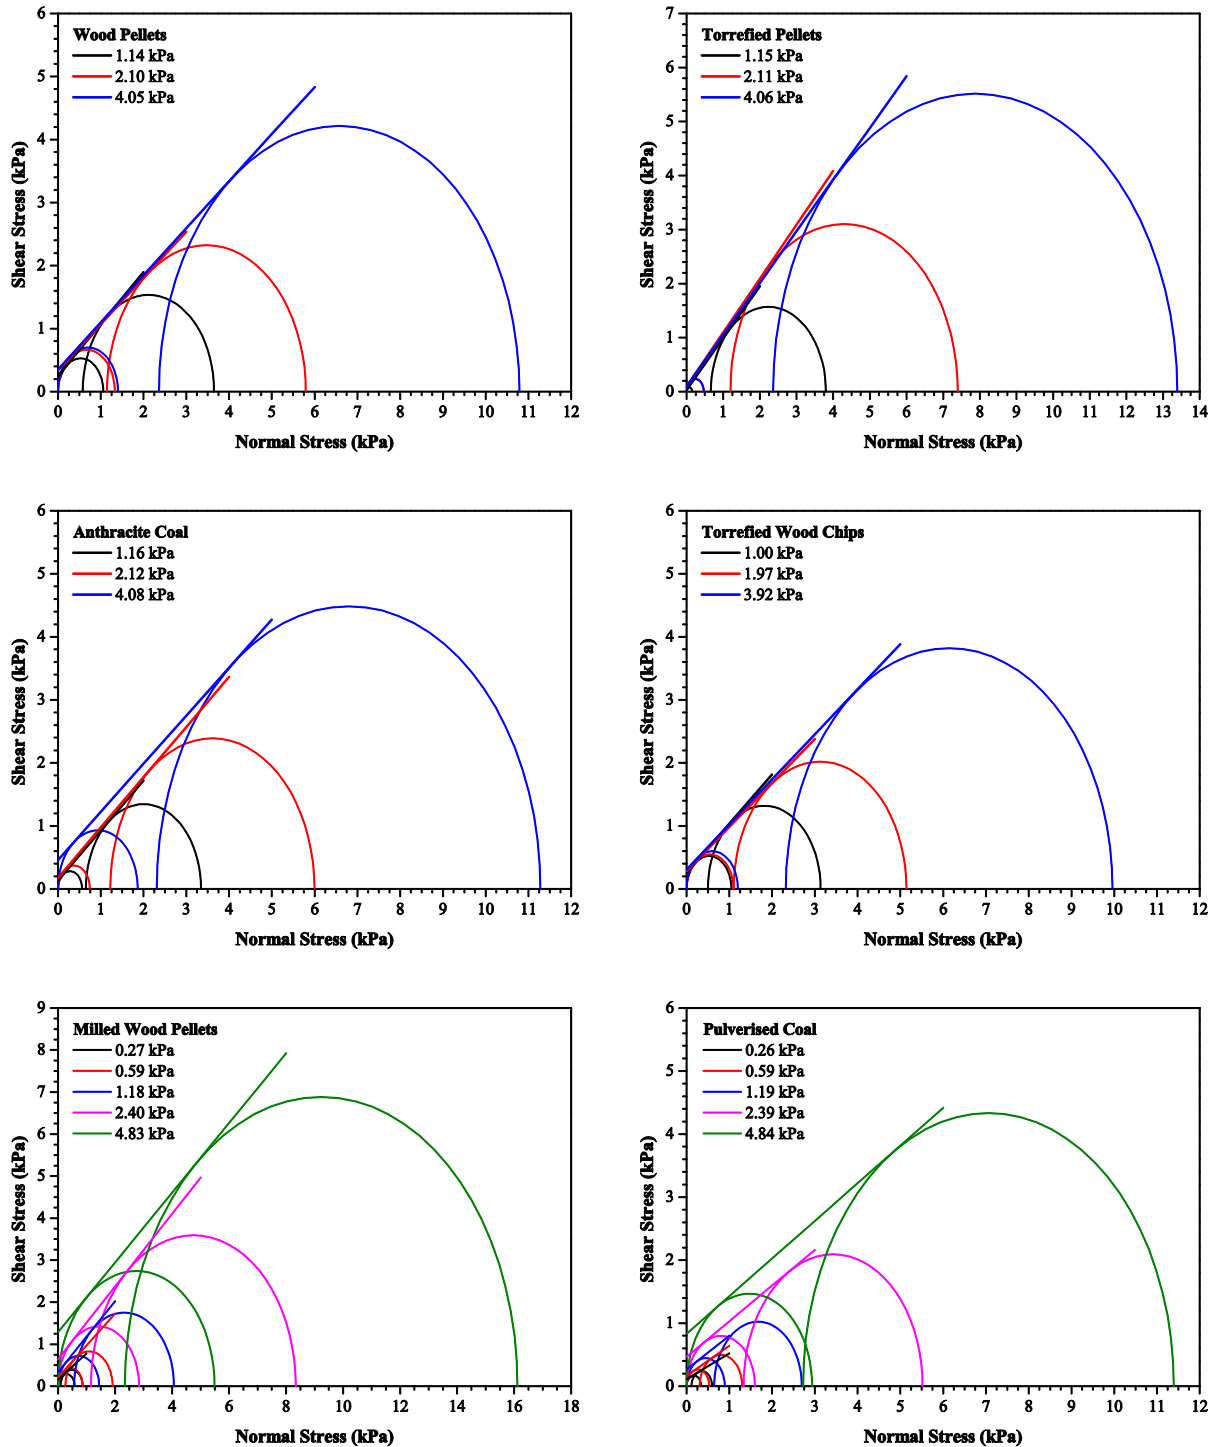 Wood Pellets
1.14 kPa
2.10 kPa
4.05 kPa
Shear Stress (kPa)
6
5
4
3
2
1
0
0 1 2 3 4 5 6 7 8 9 10 11 12
Normal Stress (kPa)
Torrefied Pellets
1.15 kPa
2.11 kPa
4.06 kPa
Shear Stress (kPa)
7
6
5
4
3
2
1
0
0 1 2 3 4 5 6 7 8 9 10 11 12 13 14
Normal Stress (kPa)
Anthracite Coal
1.16 kPa
2.12 kPa
4.08 kPa
Shear Stress (kPa)
6
5
4
3
2
1
0
0 1 2 3 4 5 6 7 8 9 10 11 12
Normal Stress (kPa)
Torrefied Wood Chips
1.00 kPa
1.97 kPa
3.92 kPa
Shear Stress (kPa)
6
5
4
3
2
1
0
0 1 2 3 4 5 6 7 8 9 10 11 12
Normal Stress (kPa)
Milled Wood Pellets
0.27 kPa
0.59 kPa
1.18 kPa
2.40 kPa
4.83 kPa
Shear Stress (kPa)
9
8
7
6
5
4
3
2
1
0
0 2 4 6 8 10 12 14 16 18
Normal Stress (kPa)
Pulverised Coal
0.26 kPa
0.59 kPa
1.19 kPa
2.39 kPa
4.84 kPa
Shear Stress (kPa)
6
5
4
3
2
1
0
0 1 2 3 4 5 6 7 8 9 10 11 12
Normal Stress (kPa)